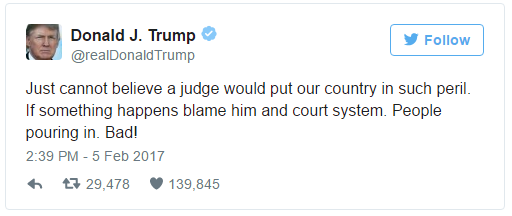 Donald J. Trump
@realDonaldTrump
Follow
Just cannot believe a judge would put our country in such peril.
If something happens blame him and court system. People
pouring in. Bad!
2:39 PM - 5 Feb 2017
29,478 139,845